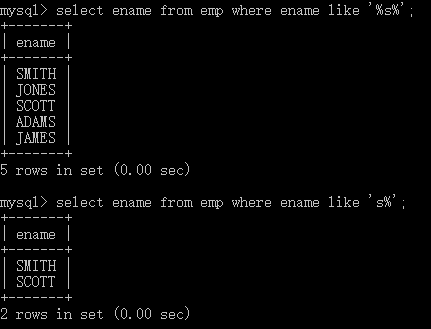 mysql> select ename from emp where ename like '%s%';
+-------+
| ename |
+-------+
| SMITH |
| JONES |
| SCOTT |
| ADAMS |
| JAMES |
+-------+
5 rows in set (0.00 sec)
mysql> select ename from emp where ename like 's%';
+-------+
| ename |
+-------+
| SMITH |
| SCOTT |
+-------+
2 rows in set (0.00 sec)